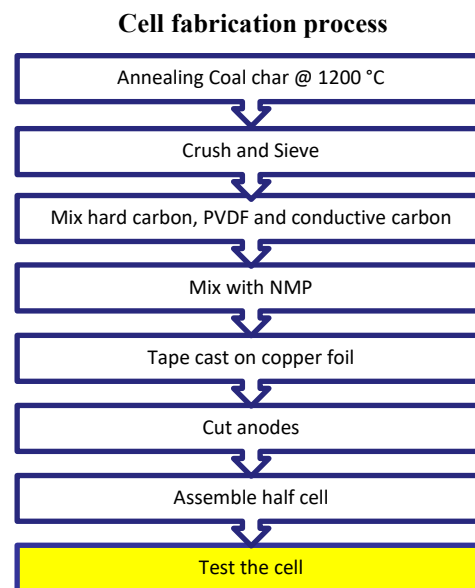 Cell fabrication process
Annealing Coal char @ 1200 °C
Crush and Sieve
Mix hard carbon, PVDF and conductive carbon
Mix with NMP
Tape cast on copper foil
Cut anodes
Assemble half cell
Test the cell